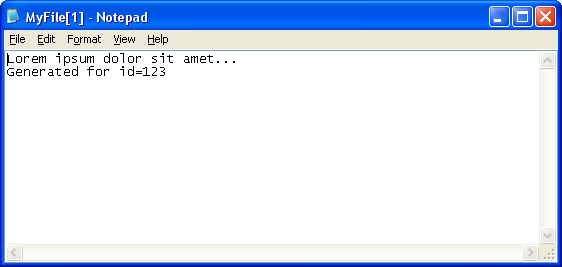 MyFile[1] - Notepad
File Edit Format View Help
Lorem ipsum dolor sit amet...
Generated for id=123